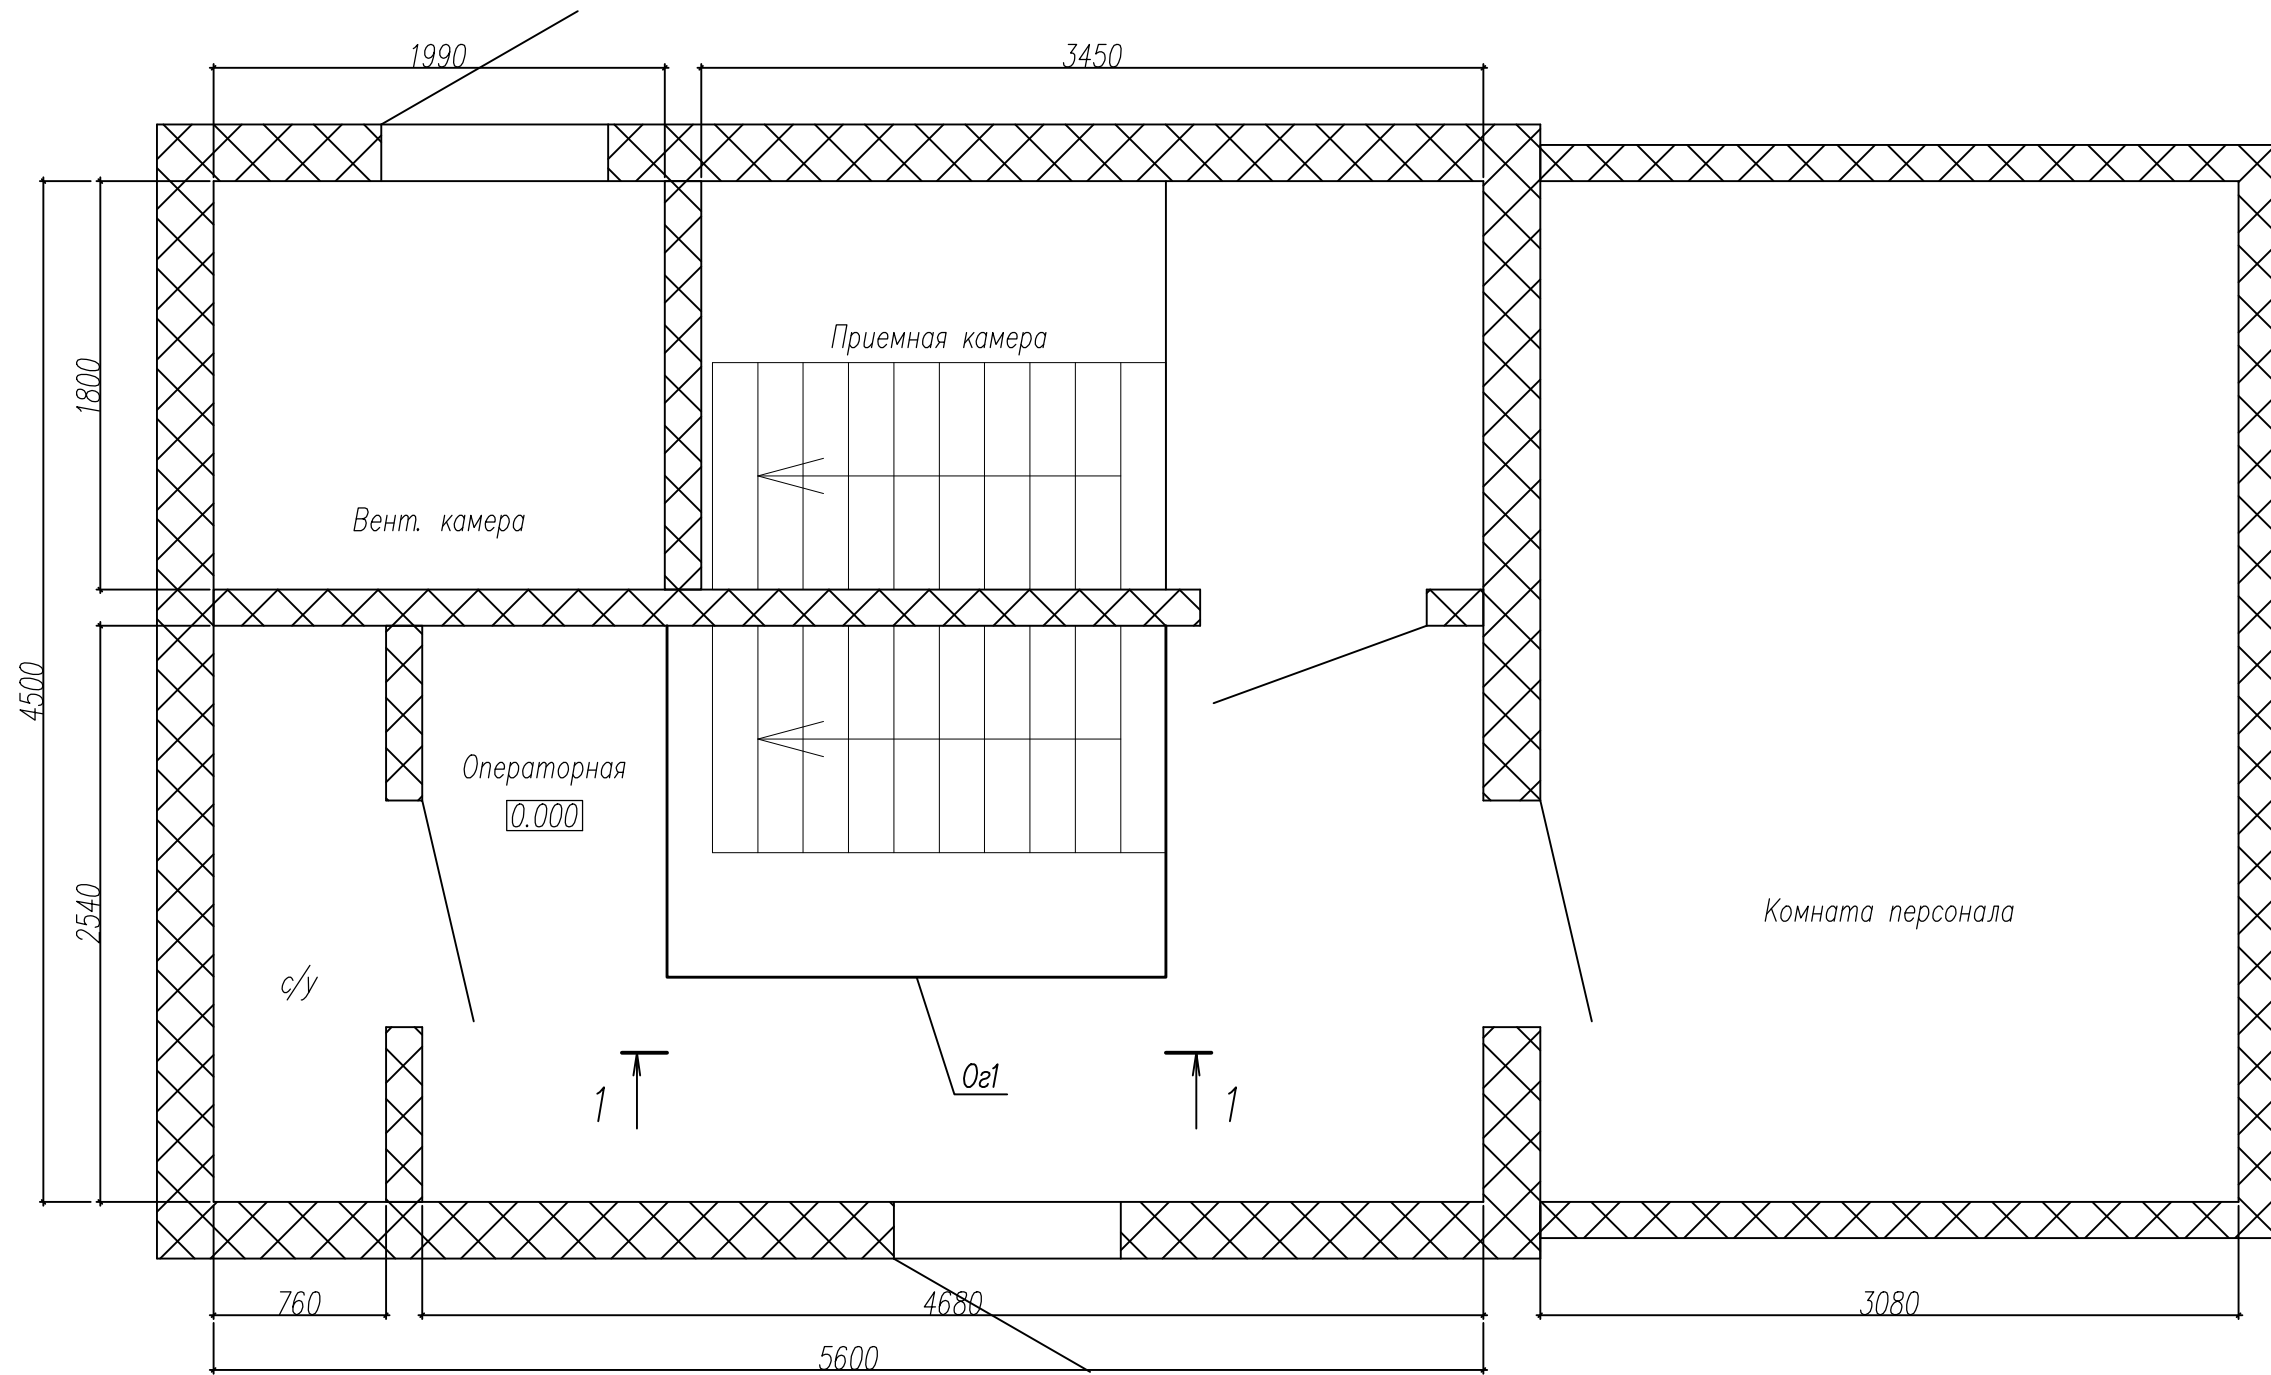 1990
3450
Приемная камера
1800
Вент. камера
4500
Операторная
0.000
2540
Комната персонала
с/у
Ог1
1
1
760
4680
3080
5600